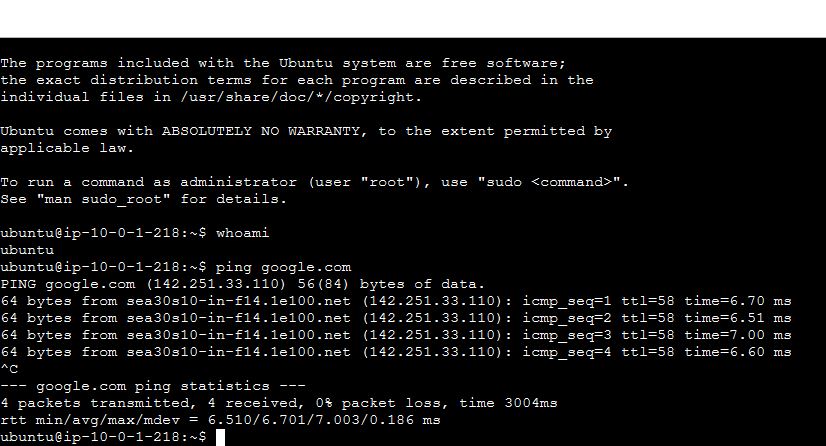 The programs included with the Ubuntu system are free software;
the exact distribution terms for each program are described in the
individual files in /usr/share/doc/*/copyright.
Ubuntu comes with ABSOLUTELY NO WARRANTY, to the extent permitted by
applicable law.
To run a command as administrator (user "root"), use "sudo <command>".
See "man sudo_root" for details.
ubuntu@ip-10-0-1-218:~$ whoami
ubuntu
ubuntu@ip-10-0-1-218:~$ ping google.com
PING google.com (142.251.33.110) 56(84) bytes of data.
64 bytes from sea30s10-in-f14.1e100.net (142.251.33.110): icmp_seq=1 ttl=58 time=6.70 ms
64 bytes from sea30s10-in-f14.1e100.net (142.251.33.110): icmp_seq=2 ttl=58 time=6.51 ms
64 bytes from sea30s10-in-f14.1e100.net (142.251.33.110): icmp_seq=3 ttl=58 time=7.00 ms
64 bytes from sea30s10-in-f14.1e100.net (142.251.33.110): icmp_seq=4 ttl=58 time=6.60 ms
^C
--- google.com ping statistics ---
4 packets transmitted, 4 received, 0% packet loss, time 3004ms
rtt min/avg/max/mdev = 6.510/6.701/7.003/0.186 ms
ubuntu@ip-10-0-1-218:~$